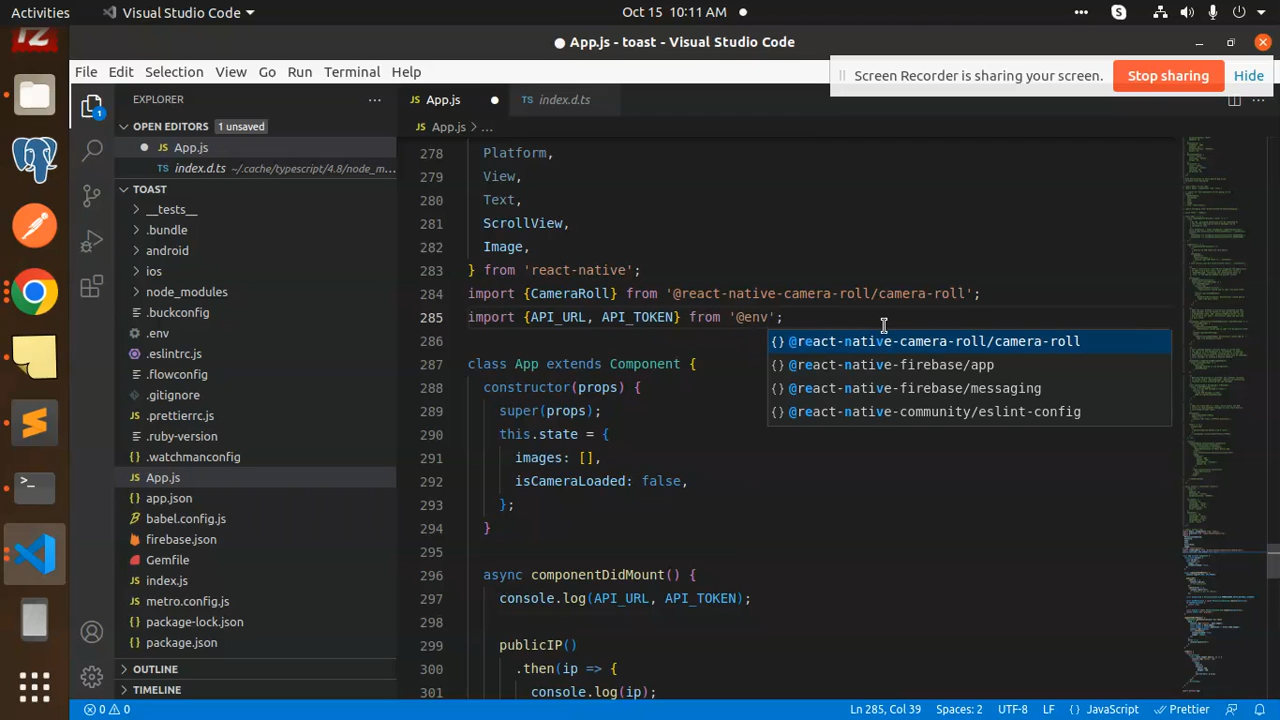 Activities
Visual Studio Code
Oct 15 10:11 AM
App.js - toast - Visual Studio Code
File Edit Selection View Go Run Terminal Help
Screen Recorder is sharing your screen. Stop sharing Hide
EXPLORER
App.js
index.d.ts
OPEN EDITORS 1 unsaved
App.js
index.d.ts ~/.cache/typescript/4.8/node_m...
TOAST
__tests__
.bundle
android
ios
node_modules
.buckconfig
.env
.eslintrc.js
.flowconfig
.gitignore
.prettierrc.js
.ruby-version
.watchmanconfig
App.js
app.json
babel.config.js
firebase.json
Gemfile
index.js
metro.config.js
package-lock.json
package.json
OUTLINE
TIMELINE
1
App.js > ...
278 Platform,
279 View,
280 Text,
281 ScrollView,
282 Image,
283 } from 'react-native';
284 import {CameraRoll} from '@react-native-camera-roll/camera-roll';
285 import {API_URL, API_TOKEN} from '@env';
286
287 class App extends Component {
288 constructor(props) {
289 super(props);
290 this.state = {
291 images: [],
292 isCameraLoaded: false,
293 };
294 }
295
296 async componentDidMount() {
297 console.log(API_URL, API_TOKEN);
298
299 publicIP()
300 .then(ip => {
301 console.log(ip);
{} @react-native-camera-roll/camera-roll
{} @react-native-firebase/app
{} @react-native-firebase/messaging
{} @react-native-community/eslint-config
0 0
Ln 285, Col 39 Spaces: 2 UTF-8 LF {} JavaScript Prettier